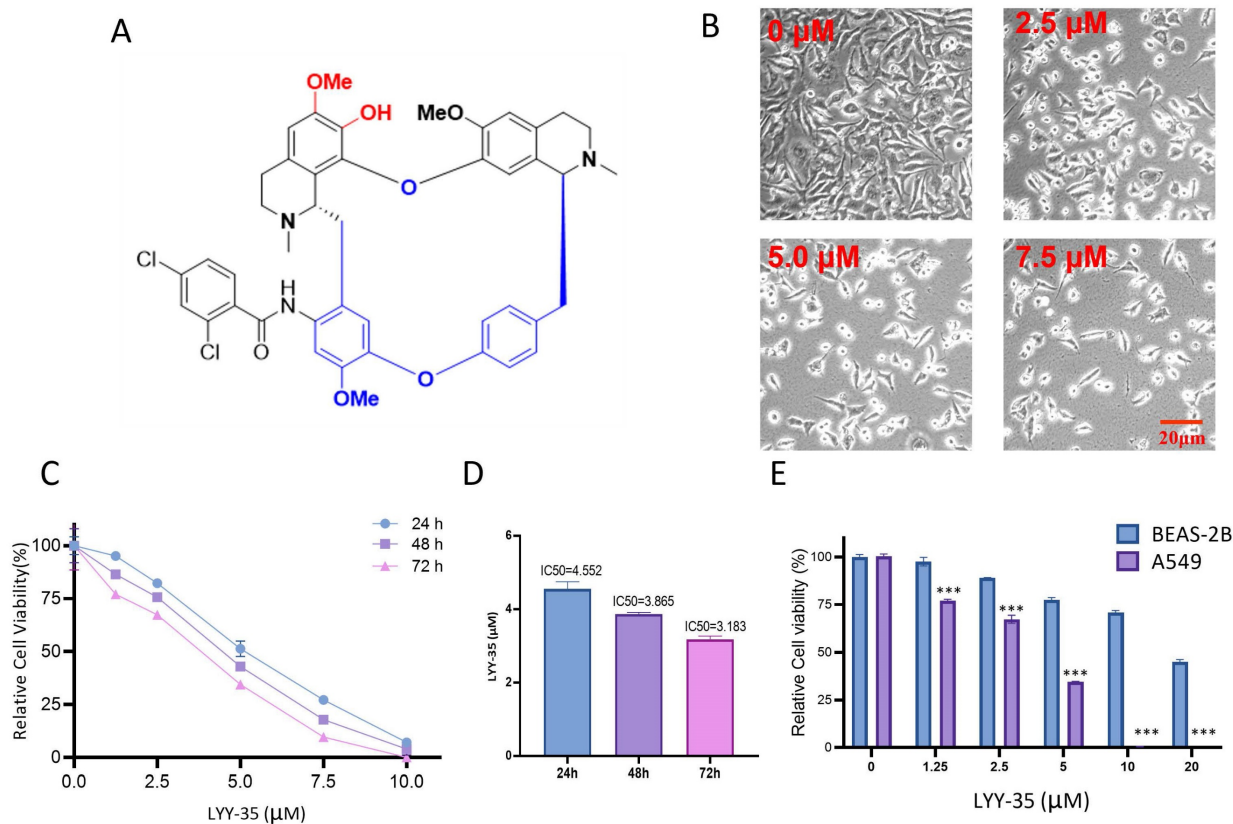 A
OMe
OH
MeO
N
O
N
Cl
H
N
Cl
O
O
OMe
B
0 μM
2.5 μM
5.0 μM
7.5 μM
20μm
C
24 h
48 h
72 h
Relative Cell Viability(%)
100
75
50
25
0
0.0
2.5
5.0
7.5
10.0
LYY-35 (μM)
D
LYY-35 (μM)
6
4
2
0
IC50=4.552
IC50=3.865
IC50=3.183
24h
48h
72h
E
BEAS-2B
A549
Relative Cell viability (%)
100
75
50
25
0
***
***
***
***
***
0
1.25
2.5
5
10
20
LYY-35 (μM)